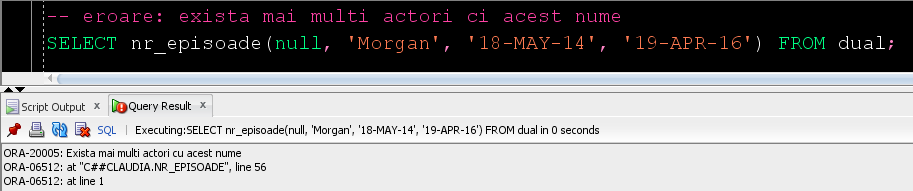 -- eroare: exista mai multi actori ci acest nume
SELECT nr_episoade(null, 'Morgan', '18-MAY-14', '19-APR-16') FROM dual;
Script Output x Query Result x
SQL | Executing:SELECT nr_episoade(null, 'Morgan', '18-MAY-14', '19-APR-16') FROM dual in 0 seconds
ORA-20005: Exista mai multi actori cu acest nume
ORA-06512: at "C##CLAUDIA.NR_EPISOADE", line 56
ORA-06512: at line 1